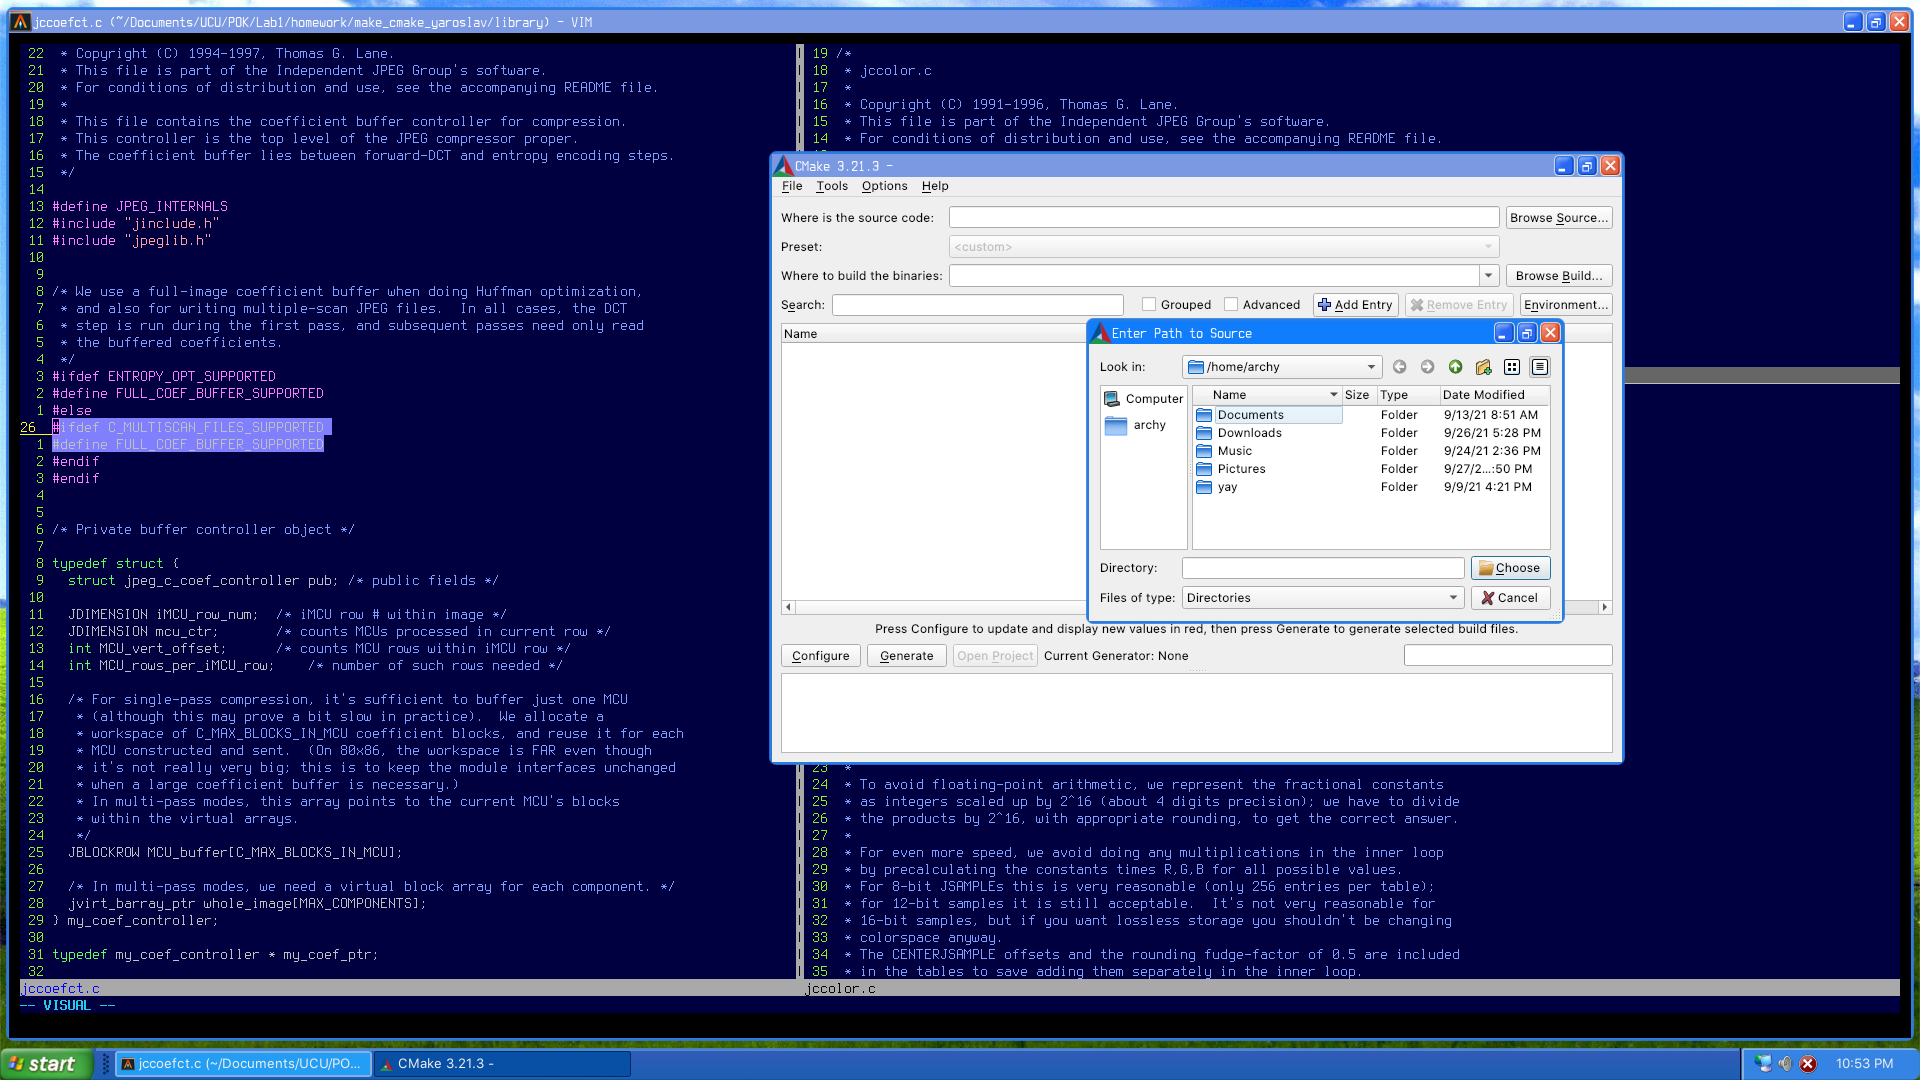 jccoefct.c (~/Documents/UCU/POK/Lab1/homework/make_cmake_yaroslav/library) - VIM
22  * Copyright (C) 1994-1997, Thomas G. Lane.
21  * This file is part of the Independent JPEG Group's software.
20  * For conditions of distribution and use, see the accompanying README file.
19  *
18  * This file contains the coefficient buffer controller for compression.
17  * This controller is the top level of the JPEG compressor proper.
16  * The coefficient buffer lies between forward-DCT and entropy encoding steps.
15  */
14
13 #define JPEG_INTERNALS
12 #include "jinclude.h"
11 #include "jpeglib.h"
10
9
8 /* We use a full-image coefficient buffer when doing Huffman optimization,
7  * and also for writing multiple-scan JPEG files.  In all cases, the DCT
6  * step is run during the first pass, and subsequent passes need only read
5  * the buffered coefficients.
4  */
3 #ifdef ENTROPY_OPT_SUPPORTED
2 #define FULL_COEF_BUFFER_SUPPORTED
1 #else
26 #ifdef C_MULTISCAN_FILES_SUPPORTED
1 #define FULL_COEF_BUFFER_SUPPORTED
2 #endif
3 #endif
4
5
6 /* Private buffer controller object */
7
8 typedef struct {
9   struct jpeg_c_coef_controller pub; /* public fields */
10
11   JDIMENSION iMCU_row_num;  /* iMCU row # within image */
12   JDIMENSION mcu_ctr;       /* counts MCUs processed in current row */
13   int MCU_vert_offset;      /* counts MCU rows within iMCU row */
14   int MCU_rows_per_iMCU_row;    /* number of such rows needed */
15
16   /* For single-pass compression, it's sufficient to buffer just one MCU
17    * (although this may prove a bit slow in practice).  We allocate a
18    * workspace of C_MAX_BLOCKS_IN_MCU coefficient blocks, and reuse it for each
19    * MCU constructed and sent.  (On 80x86, the workspace is FAR even though
20    * it's not really very big; this is to keep the module interfaces unchanged
21    * when a large coefficient buffer is necessary.)
22    * In multi-pass modes, this array points to the current MCU's blocks
23    * within the virtual arrays.
24    */
25   JBLOCKROW MCU_buffer[C_MAX_BLOCKS_IN_MCU];
26
27   /* In multi-pass modes, we need a virtual block array for each component. */
28   jvirt_barray_ptr whole_image[MAX_COMPONENTS];
29 } my_coef_controller;
30
31 typedef my_coef_controller * my_coef_ptr;
32
jccoefct.c
-- VISUAL --
19 /*
18  * jccolor.c
17  *
16  * Copyright (C) 1991-1996, Thomas G. Lane.
15  * This file is part of the Independent JPEG Group's software.
14  * For conditions of distribution and use, see the accompanying README file.
CMake 3.21.3 -
File Tools Options Help
Where is the source code: Browse Source...
Preset: <custom>
Where to build the binaries: Browse Build...
Search: Grouped Advanced Add Entry Remove Entry Environment...
Name
Enter Path to Source
Look in: /home/archy
Computer
archy
Name Size Type Date Modified
Documents Folder 9/13/21 8:51 AM
Downloads Folder 9/26/21 5:28 PM
Music Folder 9/24/21 2:36 PM
Pictures Folder 9/27/2...:50 PM
yay Folder 9/9/21 4:21 PM
Directory: Choose
Files of type: Directories Cancel
Press Configure to update and display new values in red, then press Generate to generate selected build files.
Configure Generate Open Project Current Generator: None
23  *
24  * To avoid floating-point arithmetic, we represent the fractional constants
25  * as integers scaled up by 2^16 (about 4 digits precision); we have to divide
26  * the products by 2^16, with appropriate rounding, to get the correct answer.
27  *
28  * For even more speed, we avoid doing any multiplications in the inner loop
29  * by precalculating the constants times R,G,B for all possible values.
30  * For 8-bit JSAMPLEs this is very reasonable (only 256 entries per table);
31  * for 12-bit samples it is still acceptable.  It's not very reasonable for
32  * 16-bit samples, but if you want lossless storage you shouldn't be changing
33  * colorspace anyway.
34  * The CENTERJSAMPLE offsets and the rounding fudge-factor of 0.5 are included
35  * in the tables to save adding them separately in the inner loop.
jccolor.c
start jccoefct.c (~/Documents/UCU/PO... CMake 3.21.3 - 10:53 PM